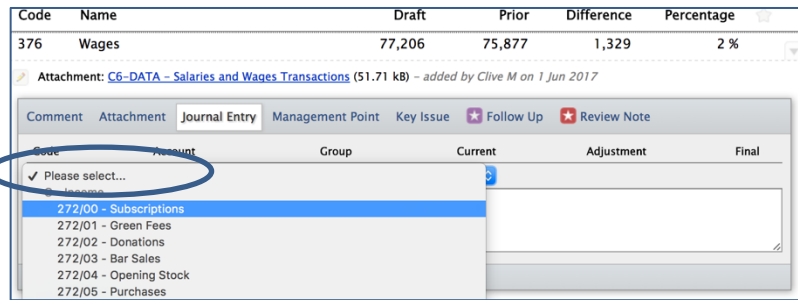 Code Name Draft Prior Difference Percentage
376 Wages 77,206 75,877 1,329 2 %
Attachment: C6-DATA – Salaries and Wages Transactions (51.71 kB) – added by Clive M on 1 Jun 2017
Comment Attachment Journal Entry Management Point Key Issue Follow Up Review Note
Code Account Group Current Adjustment Final
✓ Please select...
Income
272/00 - Subscriptions
272/01 - Green Fees
272/02 - Donations
272/03 - Bar Sales
272/04 - Opening Stock
272/05 - Purchases